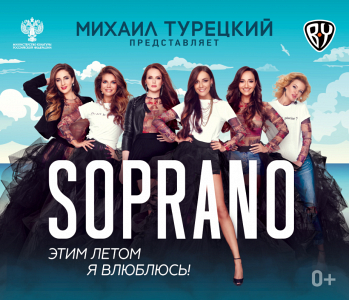 МИХАИЛ ТУРЕЦКИЙ
ПРЕДСТАВЛЯЕТ
SOPRANO
ЭТИМ ЛЕТОМ
Я ВЛЮБЛЮСЬ!
0+